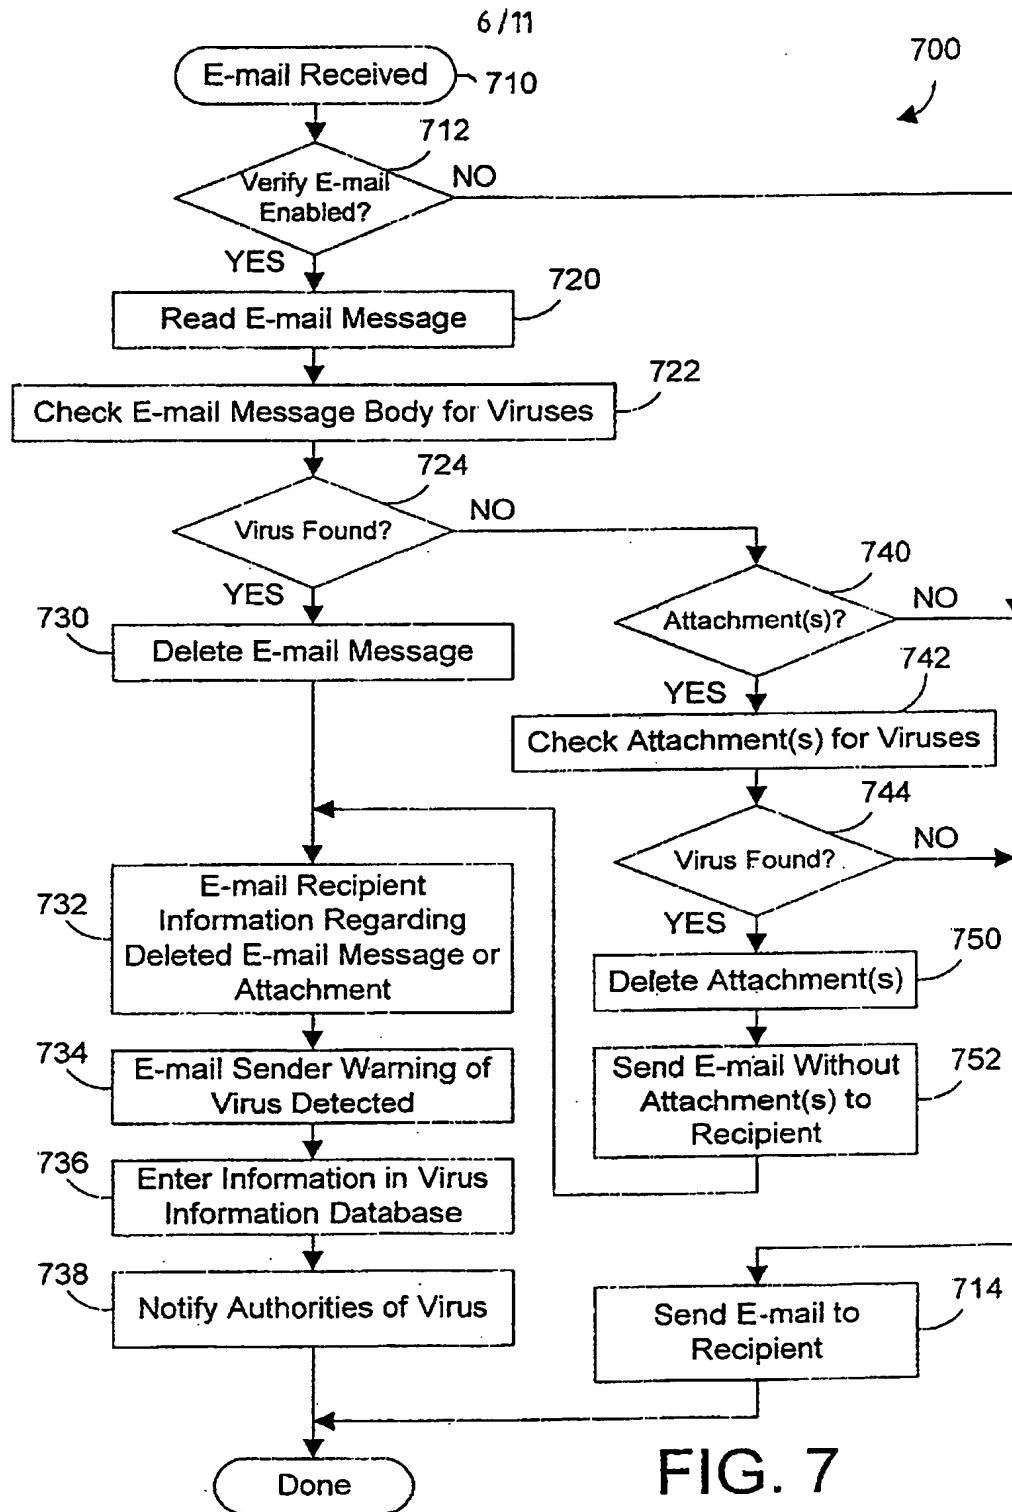 6/11
700
E-mail Received
710
712
Verify E-mail
Enabled?
NO
YES
720
Read E-mail Message
722
Check E-mail Message Body for Viruses
724
Virus Found?
NO
YES
740
Attachment(s)?
NO
730
Delete E-mail Message
YES
742
Check Attachment(s) for Viruses
744
Virus Found?
NO
YES
732
E-mail Recipient
Information Regarding
Deleted E-mail Message or
Attachment
750
Delete Attachment(s)
734
E-mail Sender Warning of
Virus Detected
752
Send E-mail Without
Attachment(s) to
Recipient
736
Enter Information in Virus
Information Database
738
Notify Authorities of Virus
714
Send E-mail to
Recipient
Done
FIG. 7